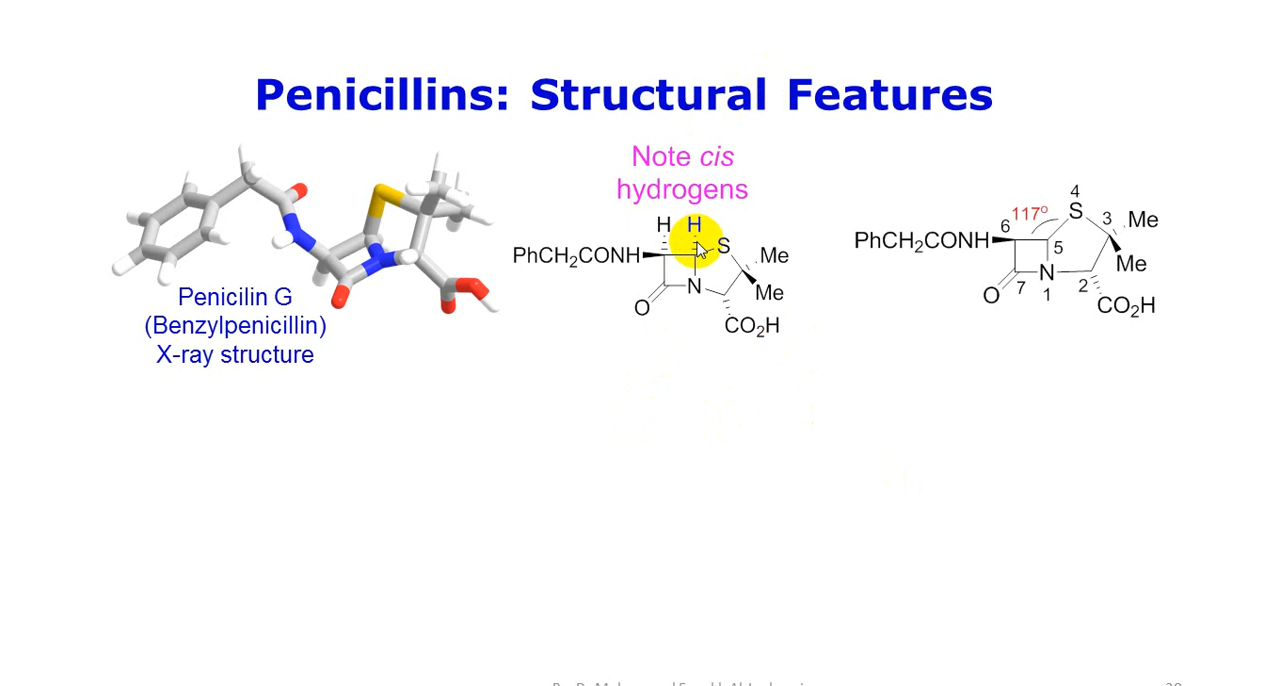 Penicillins: Structural Features
Note cis
hydrogens
Penicilin G
(Benzylpenicillin)
X-ray structure
H H
PhCH₂CONH
S
Me
Me
N
O
CO₂H
4
S
117°
6
3
Me
PhCH₂CONH
5
Me
N
2
O
7
1
CO₂H